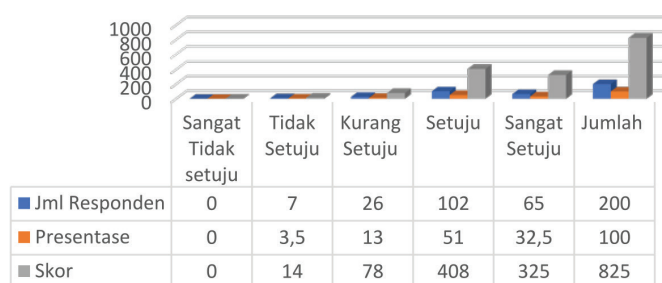 1000
800
600
400
200
0
Sangat Tidak Kurang Setuju Sangat Jumlah
Tidak Setuju Setuju Setuju
setuju
Jml Responden 0 7 26 102 65 200
Presentase 0 3,5 13 51 32,5 100
Skor 0 14 78 408 325 825